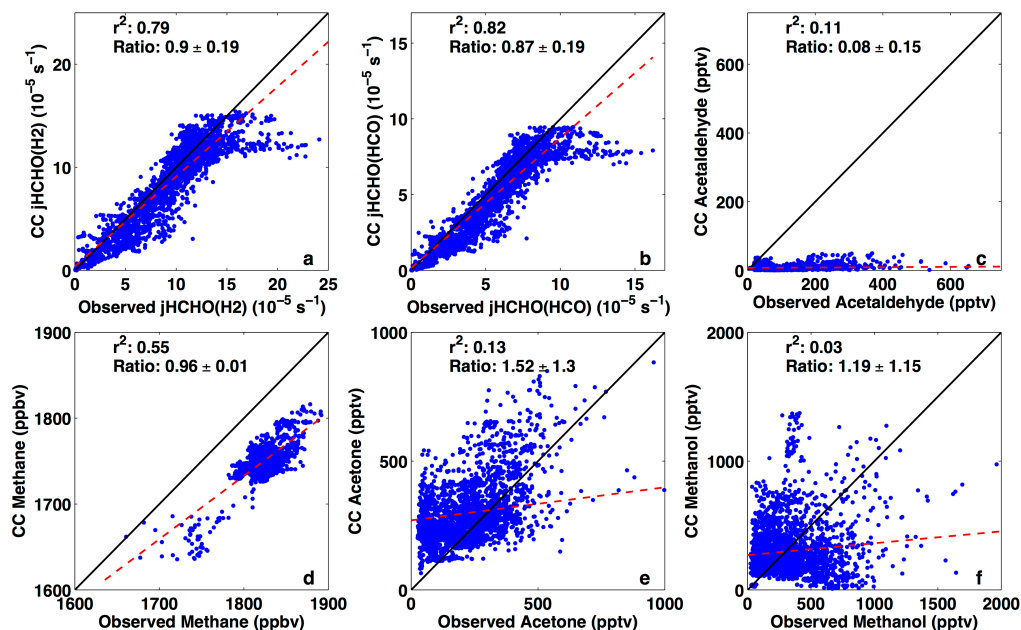 r²: 0.79
Ratio: 0.9 ± 0.19
CC jHCHO(H2) (10⁻⁵ s⁻¹)
20
10
0
0 5 10 15 20 25
a
Observed jHCHO(H2) (10⁻⁵ s⁻¹)
r²: 0.82
Ratio: 0.87 ± 0.19
CC jHCHO(HCO) (10⁻⁵ s⁻¹)
15
10
5
0
0 5 10 15
b
Observed jHCHO(HCO) (10⁻⁵ s⁻¹)
r²: 0.11
Ratio: 0.08 ± 0.15
CC Acetaldehyde (pptv)
600
400
200
0
0 200 400 600
c
Observed Acetaldehyde (pptv)
r²: 0.55
Ratio: 0.96 ± 0.01
CC Methane (ppbv)
1900
1800
1700
1600
1600 1700 1800 1900
d
Observed Methane (ppbv)
r²: 0.13
Ratio: 1.52 ± 1.3
CC Acetone (pptv)
1000
500
0
0 500 1000
e
Observed Acetone (pptv)
r²: 0.03
Ratio: 1.19 ± 1.15
CC Methanol (pptv)
2000
1000
0
0 500 1000 1500 2000
f
Observed Methanol (pptv)